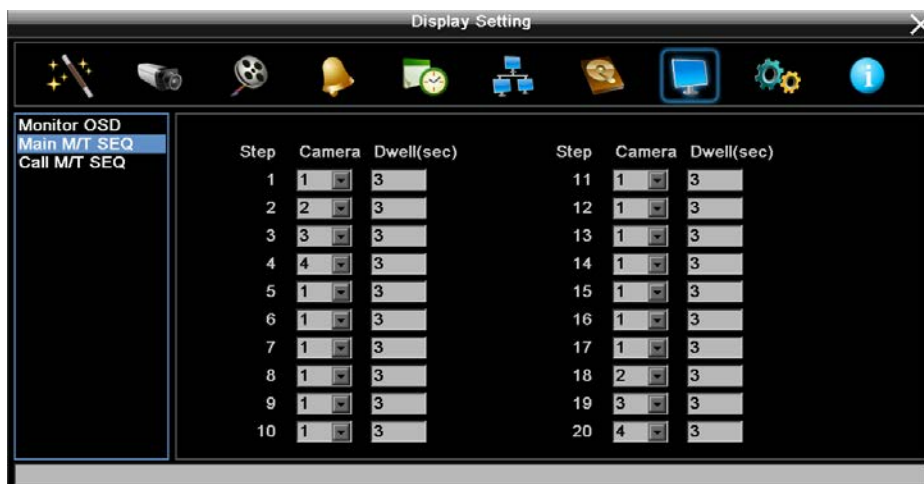 Display Setting
Monitor OSD
Main M/T SEQ
Call M/T SEQ
Step Camera Dwell(sec) Step Camera Dwell(sec)
1 1 3 11 1 3
2 2 3 12 1 3
3 3 3 13 1 3
4 4 3 14 1 3
5 1 3 15 1 3
6 1 3 16 1 3
7 1 3 17 1 3
8 1 3 18 2 3
9 1 3 19 3 3
10 1 3 20 4 3